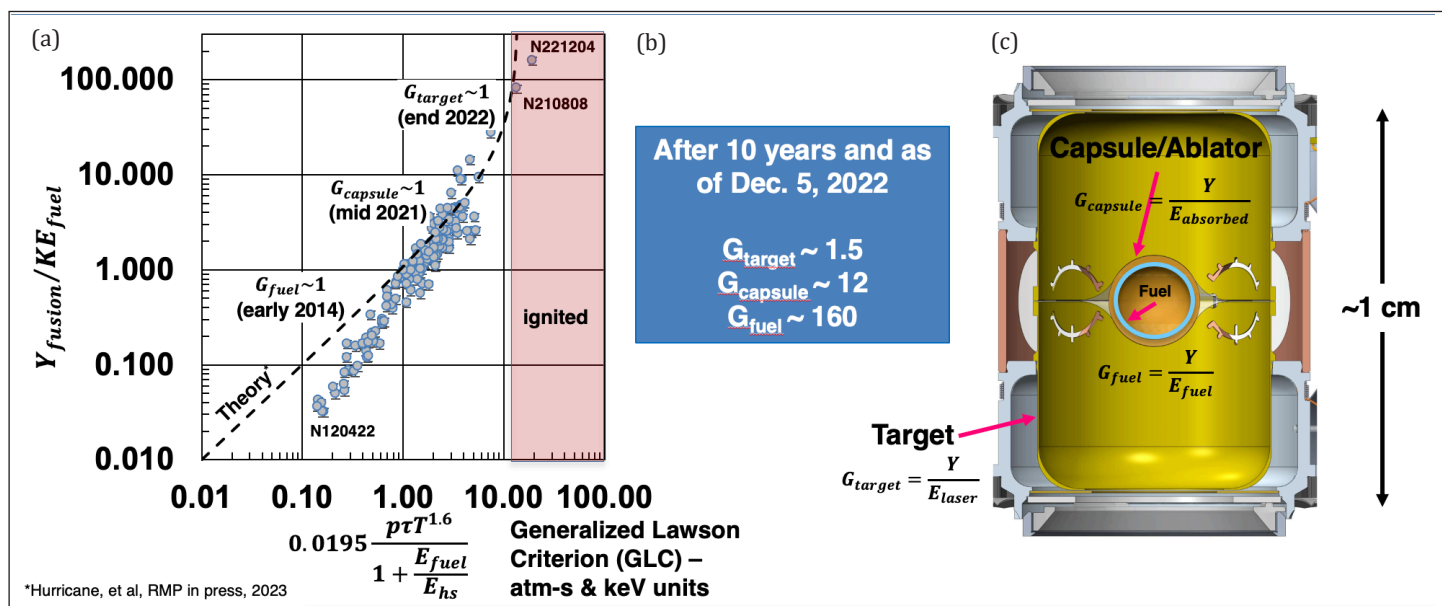 (a)
100.000
10.000
1.000
0.100
0.010
Y_fusion/KE_fuel
N221204
N210808
G_target~1
(end 2022)
G_capsule~1
(mid 2021)
G_fuel~1
(early 2014)
ignited
Theory*
N120422
0.01 0.10 1.00 10.00 100.00
0.0195 pτT^1.6 / (1 + E_fuel/E_hs)
Generalized Lawson
Criterion (GLC) –
atm-s & keV units
*Hurricane, et al, RMP in press, 2023
(b)
After 10 years and as
of Dec. 5, 2022
G_target ~ 1.5
G_capsule ~ 12
G_fuel ~ 160
(c)
Capsule/Ablator
G_capsule = Y/E_absorbed
Fuel
G_fuel = Y/E_fuel
Target
G_target = Y/E_laser
~1 cm